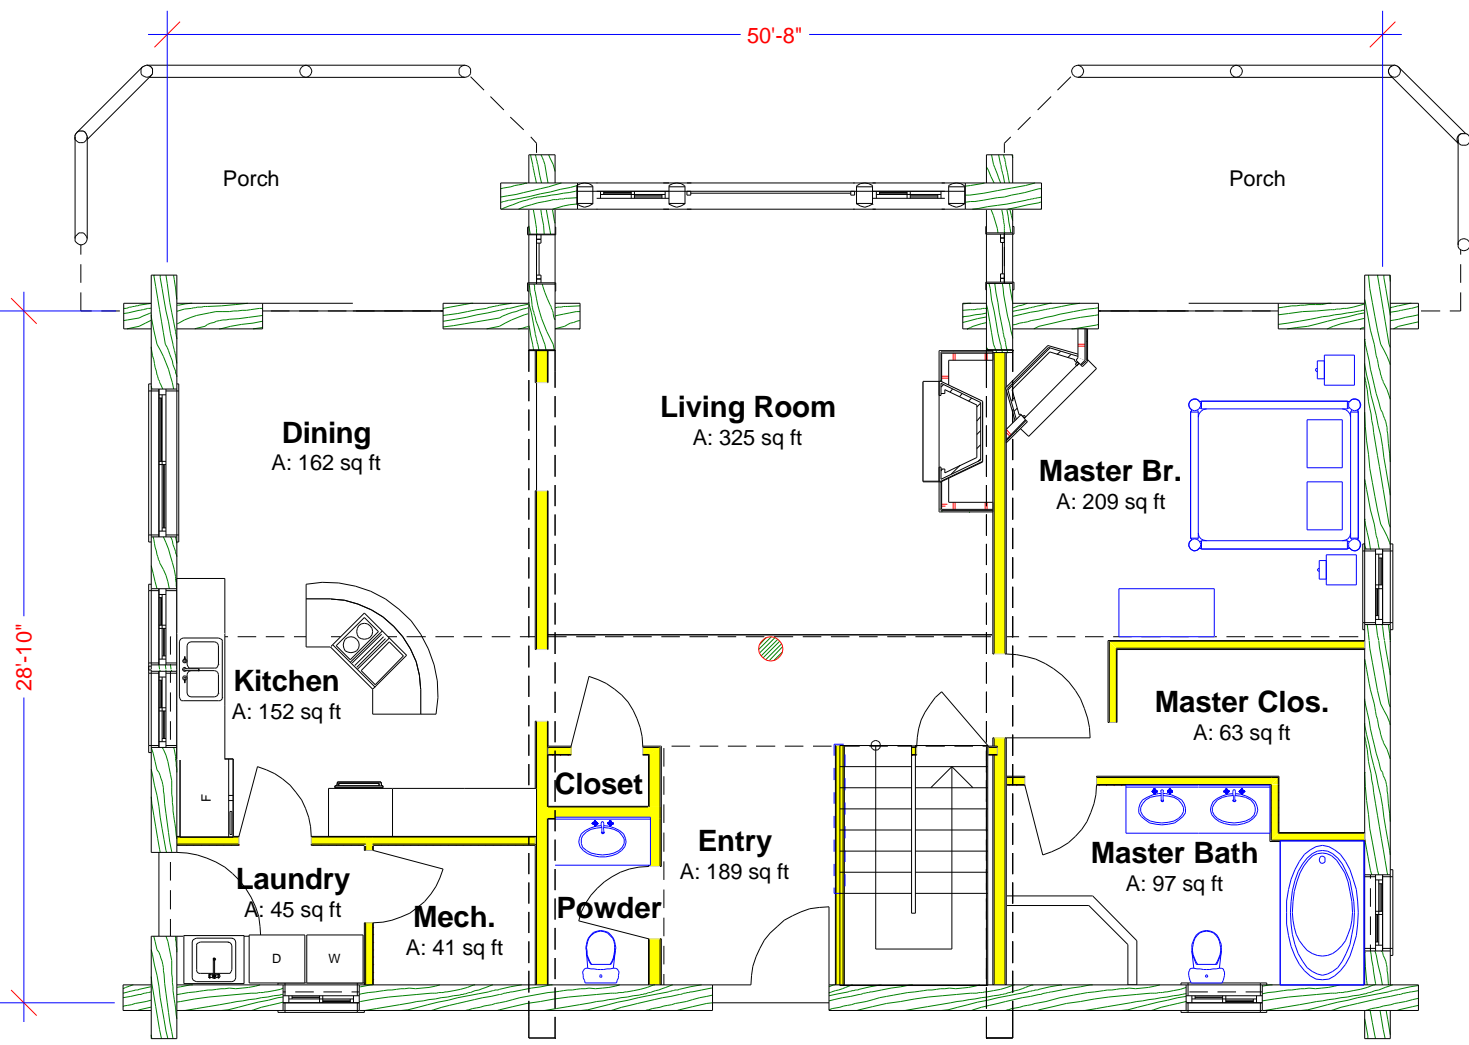 50'-8"
Porch
Porch
Living Room
A: 325 sq ft
Dining
A: 162 sq ft
Master Br.
A: 209 sq ft
28'-10"
Kitchen
A: 152 sq ft
Master Clos.
A: 63 sq ft
Closet
F
Entry
A: 189 sq ft
Master Bath
A: 97 sq ft
Laundry
A: 45 sq ft
Powder
Mech.
A: 41 sq ft
D
W